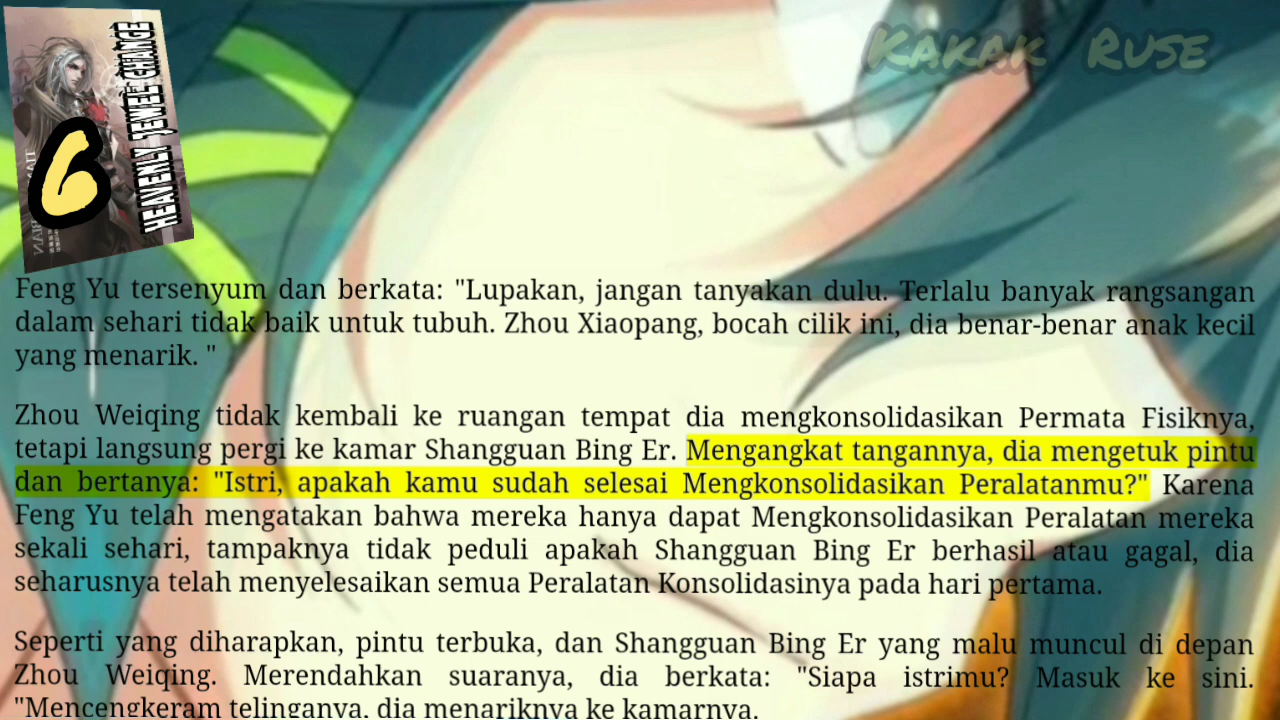 Kakak Ruse
HEAVENLY JEWEL CHANGE
6
Feng Yu tersenyum dan berkata: "Lupakan, jangan tanyakan dulu. Terlalu banyak rangsangan
dalam sehari tidak baik untuk tubuh. Zhou Xiaopang, bocah cilik ini, dia benar-benar anak kecil
yang menarik. "
Zhou Weiqing tidak kembali ke ruangan tempat dia mengkonsolidasikan Permata Fisiknya,
tetapi langsung pergi ke kamar Shangguan Bing Er. Mengangkat tangannya, dia mengetuk pintu
dan bertanya: "Istri, apakah kamu sudah selesai Mengkonsolidasikan Peralatanmu?" Karena
Feng Yu telah mengatakan bahwa mereka hanya dapat Mengkonsolidasikan Peralatan mereka
sekali sehari, tampaknya tidak peduli apakah Shangguan Bing Er berhasil atau gagal, dia
seharusnya telah menyelesaikan semua Peralatan Konsolidasinya pada hari pertama.
Seperti yang diharapkan, pintu terbuka, dan Shangguan Bing Er yang malu muncul di depan
Zhou Weiqing. Merendahkan suaranya, dia berkata: "Siapa istrimu? Masuk ke sini.
"Mencengkeram telinganya, dia menariknya ke kamarnya.